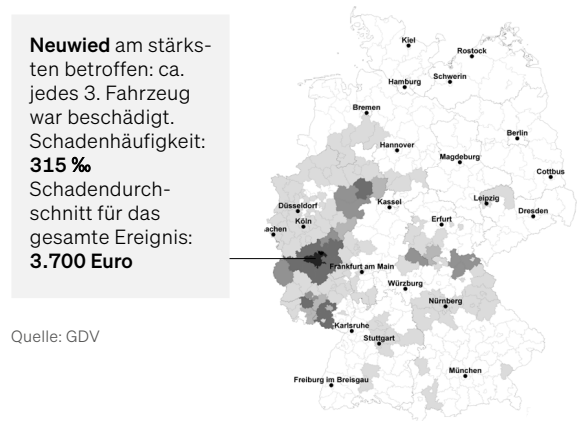 Neuwied am stärks-
ten betroffen: ca.
jedes 3. Fahrzeug
war beschädigt.
Schadenhäufigkeit:
315 ‰
Schadendurch-
schnitt für das
gesamte Ereignis:
3.700 Euro
Quelle: GDV
Kiel
Rostock
Hamburg
Schwerin
Bremen
Berlin
Hannover
Magdeburg
Cottbus
Düsseldorf
Kassel
Leipzig
Köln
Erfurt
Dresden
achen
Frankfurt am Main
Würzburg
Nürnberg
Karlsruhe
Stuttgart
München
Freiburg im Breisgau